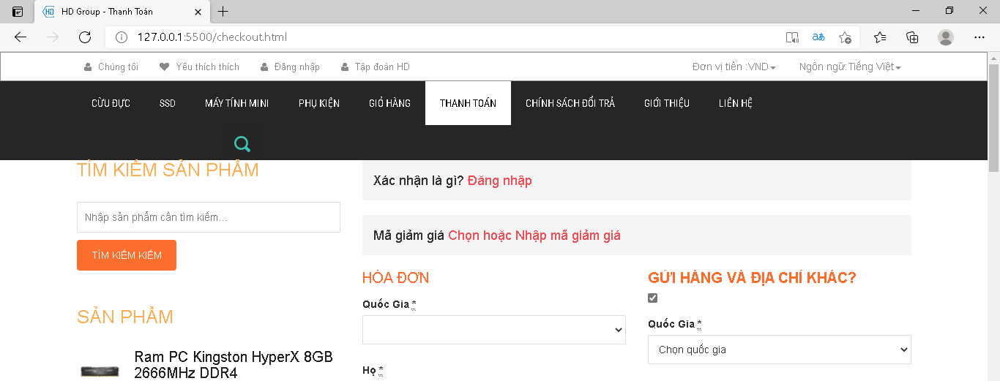 HD Group - Thanh Toán
127.0.0.1:5500/checkout.html
Chúng tôi Yêu thích thích Đăng nhập Tập đoàn HD Đơn vị tiền :VND Ngôn ngữ:Tiếng Việt
CỪU ĐỰC SSD MÁY TÍNH MINI PHỤ KIỆN GIỎ HÀNG THANH TOÁN CHÍNH SÁCH ĐỔI TRẢ GIỚI THIỆU LIÊN HỆ
TÌM KIẾM SẢN PHẨM
Nhập sản phẩm cần tìm kiếm...
TÌM KIẾM KIẾM
SẢN PHẨM
Ram PC Kingston HyperX 8GB
2666MHz DDR4
Xác nhận là gì? Đăng nhập
Mã giảm giá Chọn hoặc Nhập mã giảm giá
HÓA ĐƠN
Quốc Gia *
Họ *
GỬI HÀNG VÀ ĐỊA CHỈ KHÁC?
Quốc Gia *
Chọn quốc gia